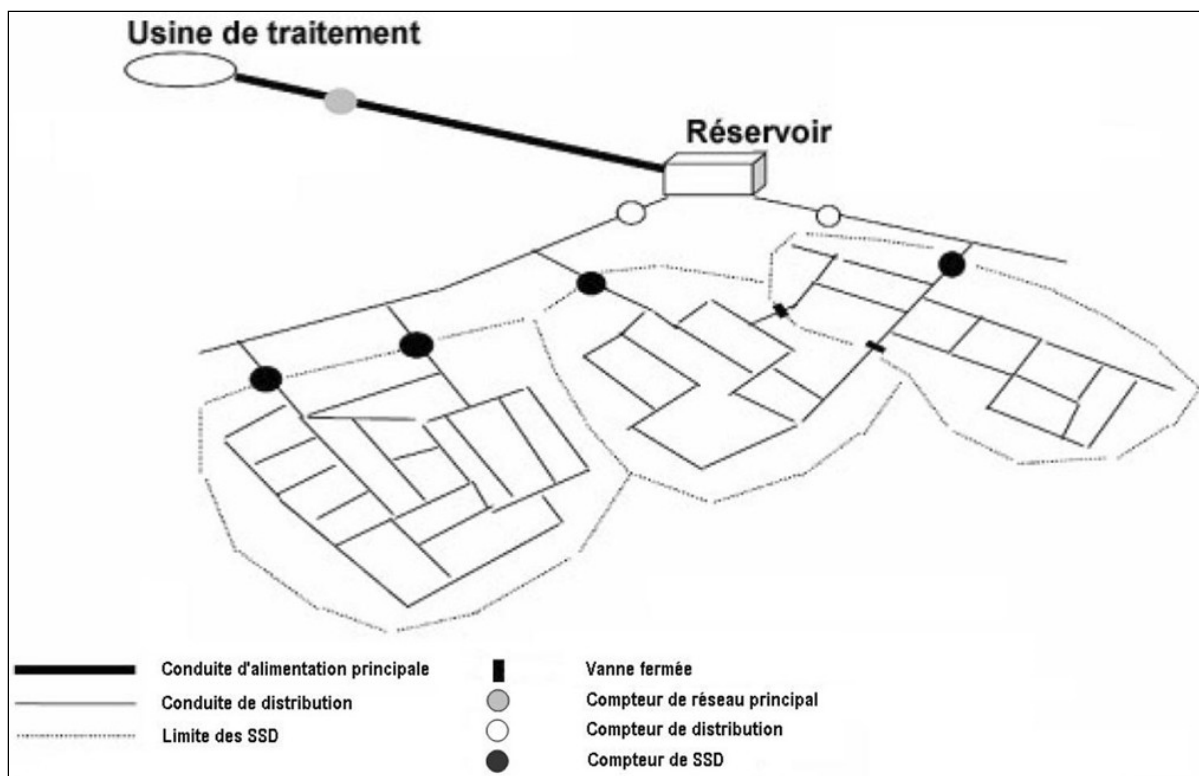 Usine de traitement
Réservoir
Conduite d'alimentation principale
Conduite de distribution
Limite des SSD
Vanne fermée
Compteur de réseau principal
Compteur de distribution
Compteur de SSD